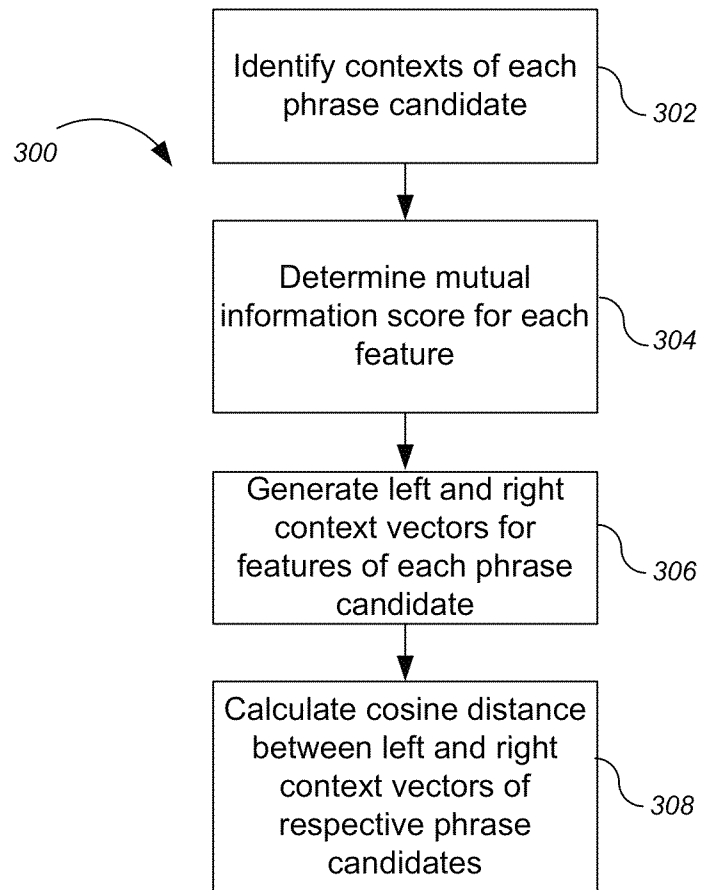 Identify contexts of each
phrase candidate
302
300
Determine mutual
information score for each
feature
304
Generate left and right
context vectors for
features of each phrase
candidate
306
Calculate cosine distance
between left and right
context vectors of
respective phrase
candidates
308